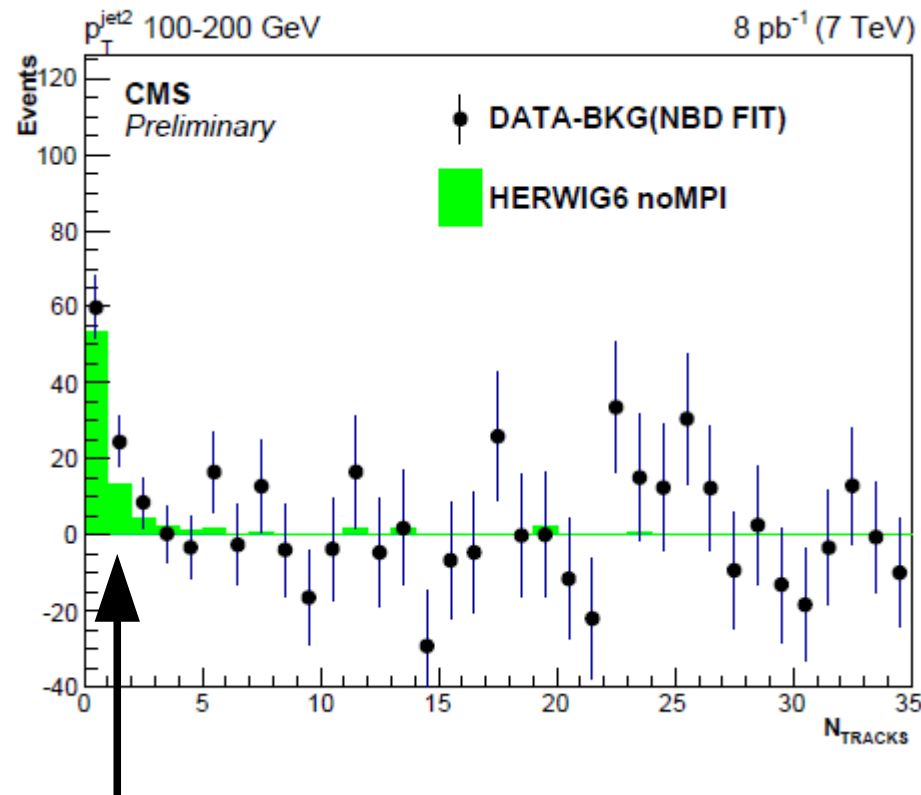 p_T^jet2 100-200 GeV 8 pb⁻¹ (7 TeV)
Events
CMS
Preliminary
DATA-BKG(NBD FIT)
HERWIG6 noMPI
120
100
80
60
40
20
0
-20
-40
0 5 10 15 20 25 30 35
N_TRACKS